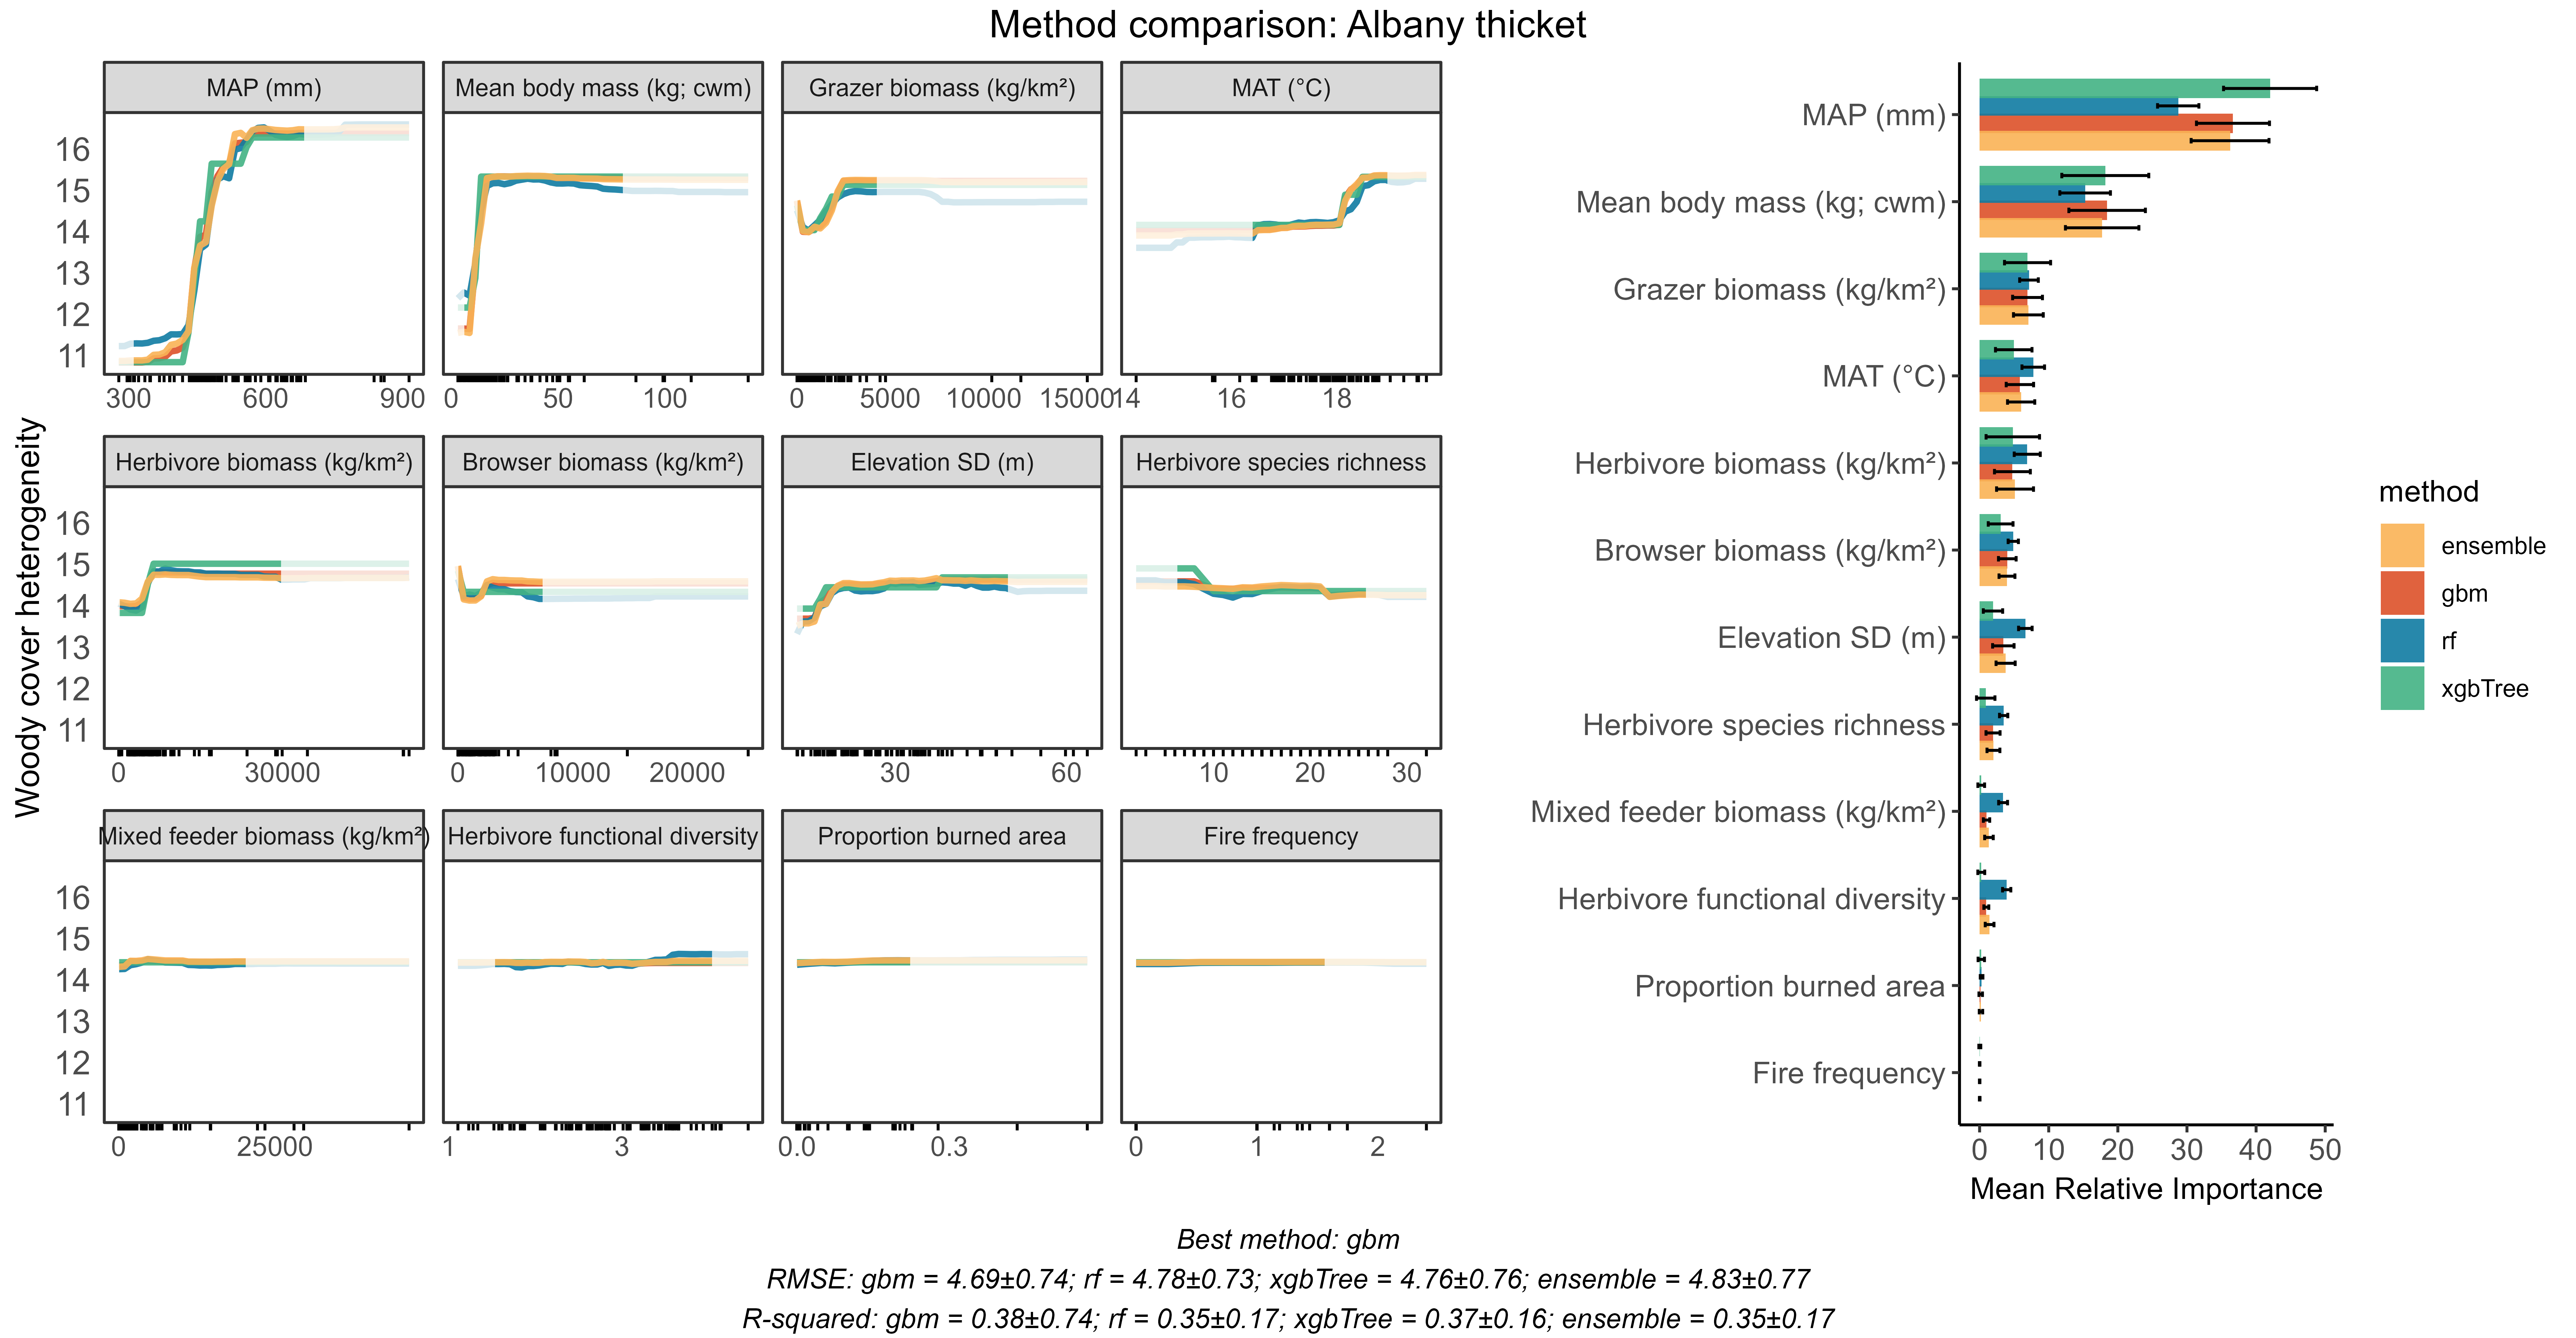 Method comparison: Albany thicket
MAP (mm)
Mean body mass (kg; cwm)
Grazer biomass (kg/km²)
MAT (°C)
16
15
14
13
12
11
300 600 900
0 50 100
0 5000 10000 15000
14 16 18
Herbivore biomass (kg/km²)
Browser biomass (kg/km²)
Elevation SD (m)
Herbivore species richness
16
15
14
13
12
11
0 30000
0 10000 20000
30 60
10 20 30
Mixed feeder biomass (kg/km²)
Herbivore functional diversity
Proportion burned area
Fire frequency
16
15
14
13
12
11
0 25000
1 3
0.0 0.3
0 1 2
Woody cover heterogeneity
MAP (mm)
Mean body mass (kg; cwm)
Grazer biomass (kg/km²)
MAT (°C)
Herbivore biomass (kg/km²)
Browser biomass (kg/km²)
Elevation SD (m)
Herbivore species richness
Mixed feeder biomass (kg/km²)
Herbivore functional diversity
Proportion burned area
Fire frequency
0 10 20 30 40 50
Mean Relative Importance
method
ensemble
gbm
rf
xgbTree
Best method: gbm
RMSE: gbm = 4.69±0.74; rf = 4.78±0.73; xgbTree = 4.76±0.76; ensemble = 4.83±0.77
R-squared: gbm = 0.38±0.74; rf = 0.35±0.17; xgbTree = 0.37±0.16; ensemble = 0.35±0.17